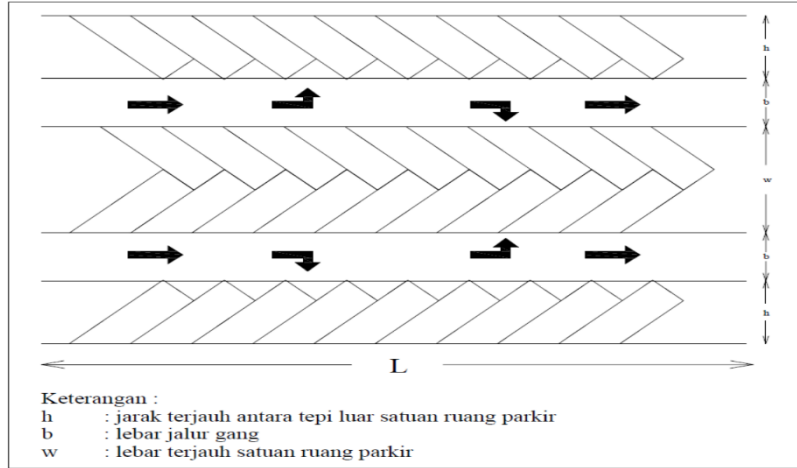 h
b
w
b
h
L
Keterangan :
h : jarak terjauh antara tepi luar satuan ruang parkir
b : lebar jalur gang
w : lebar terjauh satuan ruang parkir